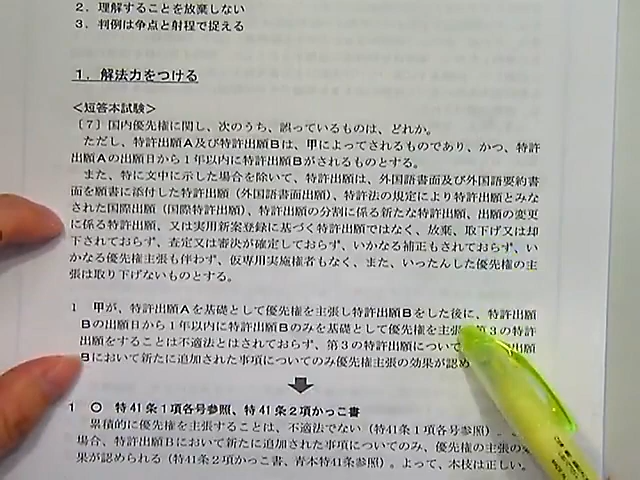 2．理解することを放棄しない
3．判例は争点と射程で捉える
1．解法力をつける
＜短答本試験＞
〔7〕国内優先権に関し、次のうち、誤っているものは、どれか。
ただし、特許出願A及び特許出願Bは、甲によってされるものであり、かつ、特許
出願Aの出願日から1年以内に特許出願Bがされるものとする。
また、特に文中に示した場合を除いて、特許出願は、外国語書面及び外国語要約書
面を願書に添付した特許出願（外国語書面出願）、特許法の規定により特許出願とみな
された国際出願（国際特許出願）、特許出願の分割に係る新たな特許出願、出願の変更
に係る特許出願、又は実用新案登録に基づく特許出願ではなく、放棄、取下げ又は却
下されておらず、査定又は審決が確定しておらず、いかなる補正もされておらず、い
かなる優先権主張も伴わず、仮専用実施権者もなく、また、いったんした優先権の主
張は取り下げないものとする。
1 甲が、特許出願Aを基礎として優先権を主張し特許出願Bをした後に、特許出願
Bの出願日から1年以内に特許出願Bのみを基礎として優先権を主張 第3の特許
出願をすることは不適法とはされておらず、第3の特許出願について 出願
Bにおいて新たに追加された事項についてのみ優先権主張の効果が認め
1 ○ 特41条1項各号参照、特41条2項かっこ書
累積的に優先権を主張することは、不適法でない（特41条1項各号参照）。
場合、特許出願Bにおいて新たに追加された事項についてのみ、優先権の主張の
果が認められる（特41条2項かっこ書、青本特41条参照）。よって、本枝は正しい。